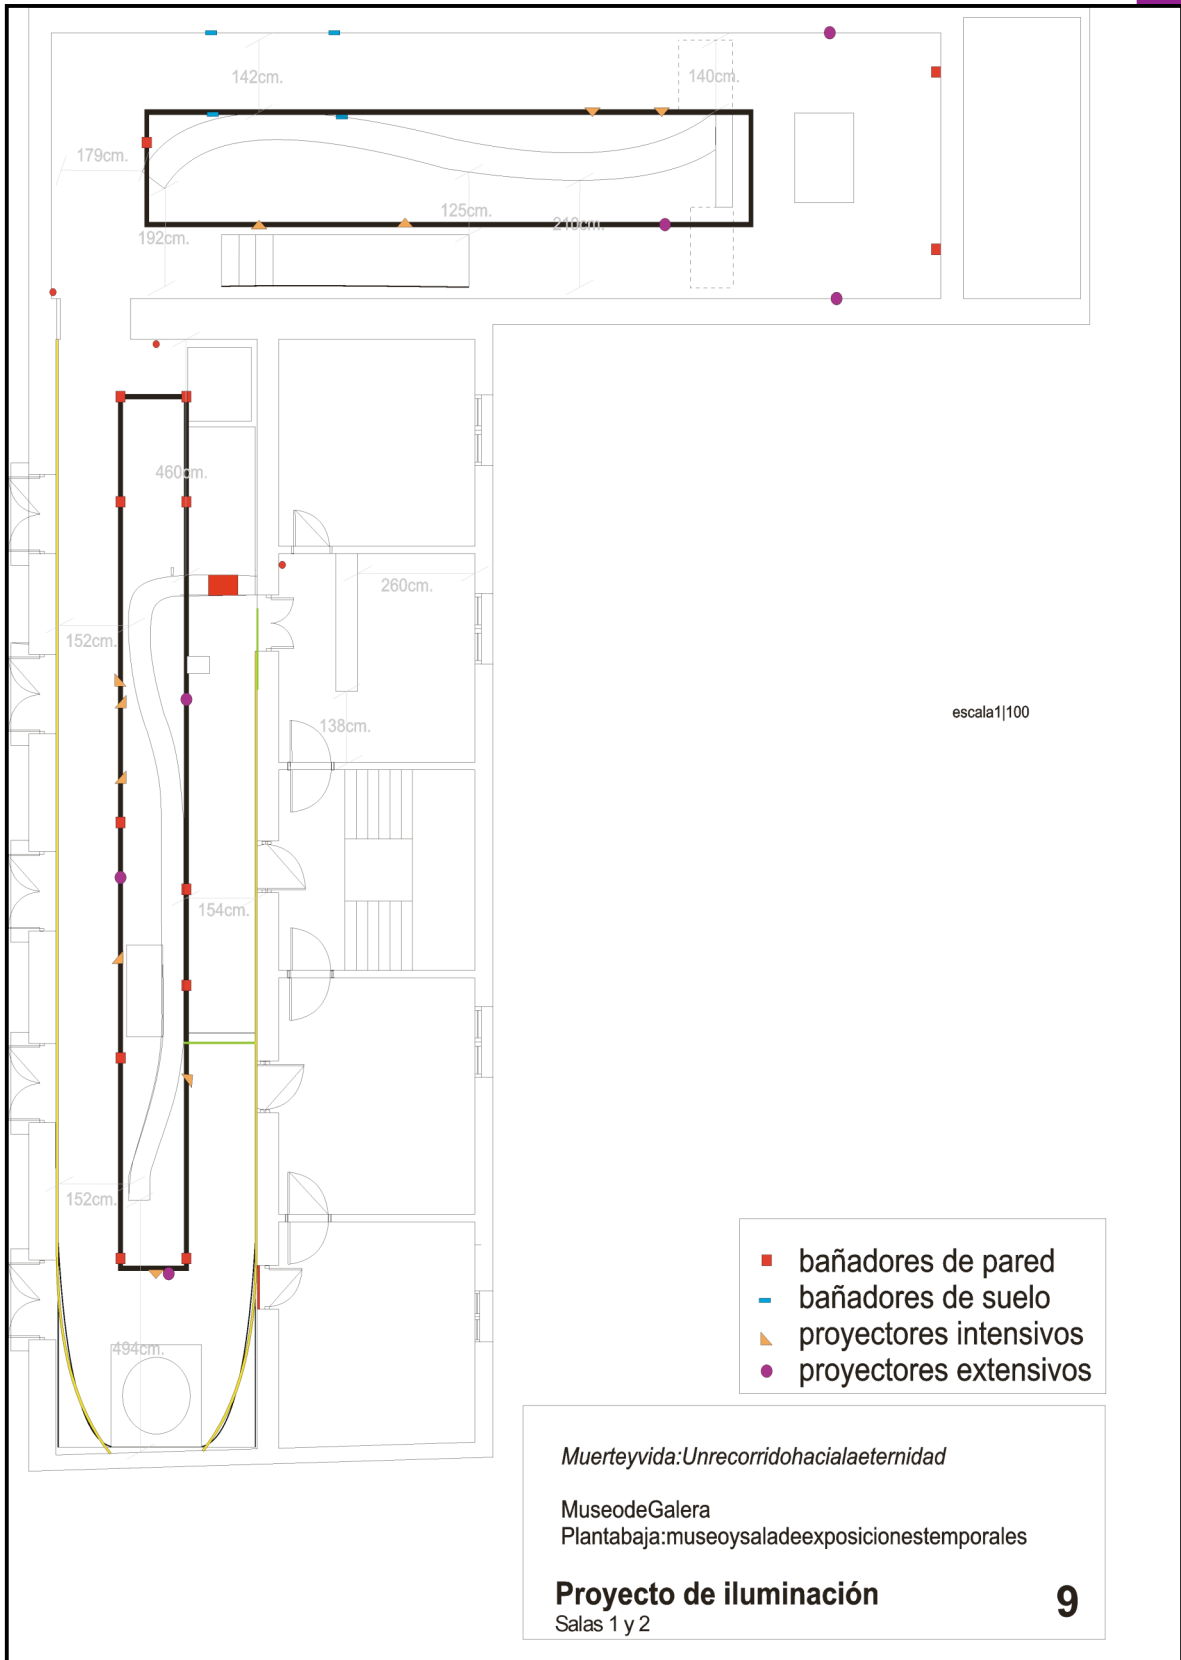 142cm.
140cm.
179cm.
125cm.
192cm.
210cm.
460cm.
260cm.
152cm.
138cm.
154cm.
152cm.
494cm.
escala1|100
bañadores de pared
bañadores de suelo
proyectores intensivos
proyectores extensivos
Muerteyvida:Unrecorridohacialaeternidad
MuseodeGalera
Plantabaja:museoysaladeexposicionestemporales
Proyecto de iluminación
9
Salas 1 y 2